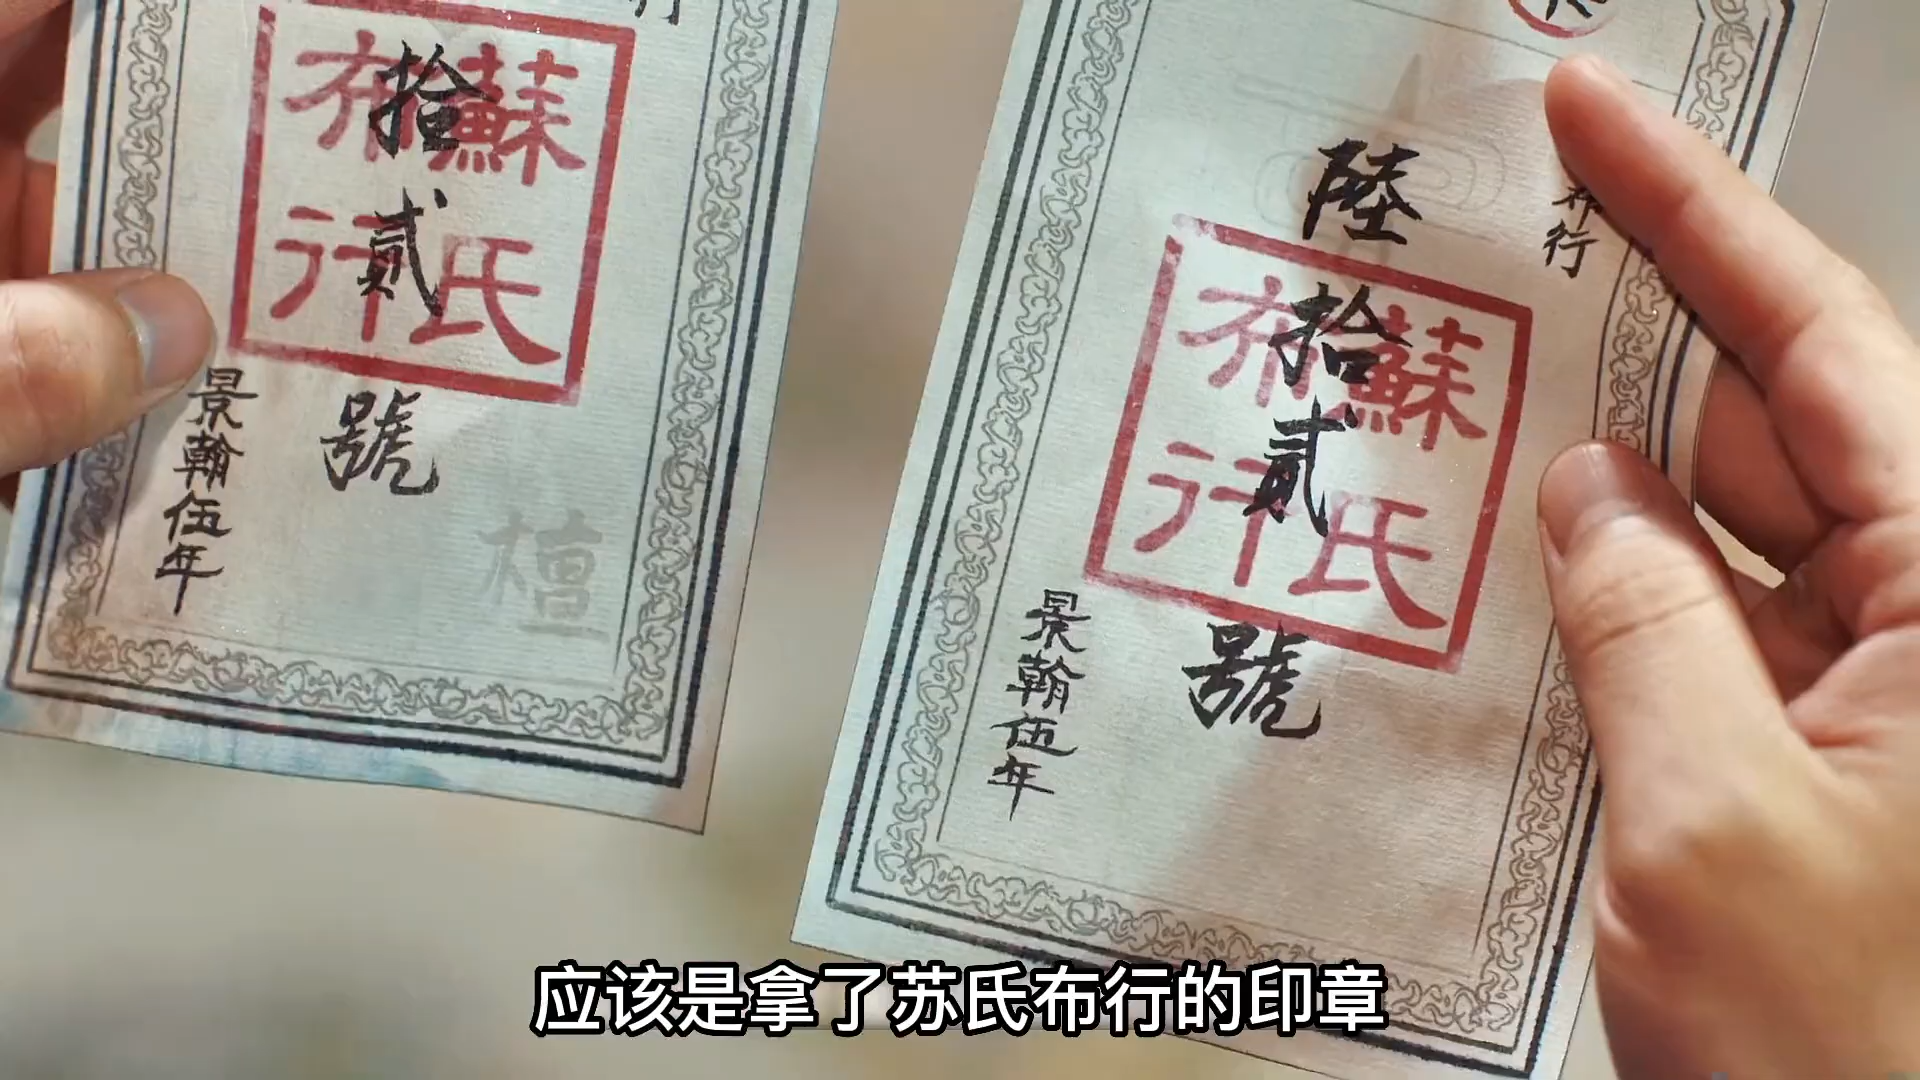 拾貳號
景翰伍年
檀
蘇氏布行
布行
陸拾貳號
景翰伍年
蘇氏布行
应该是拿了苏氏布行的印章